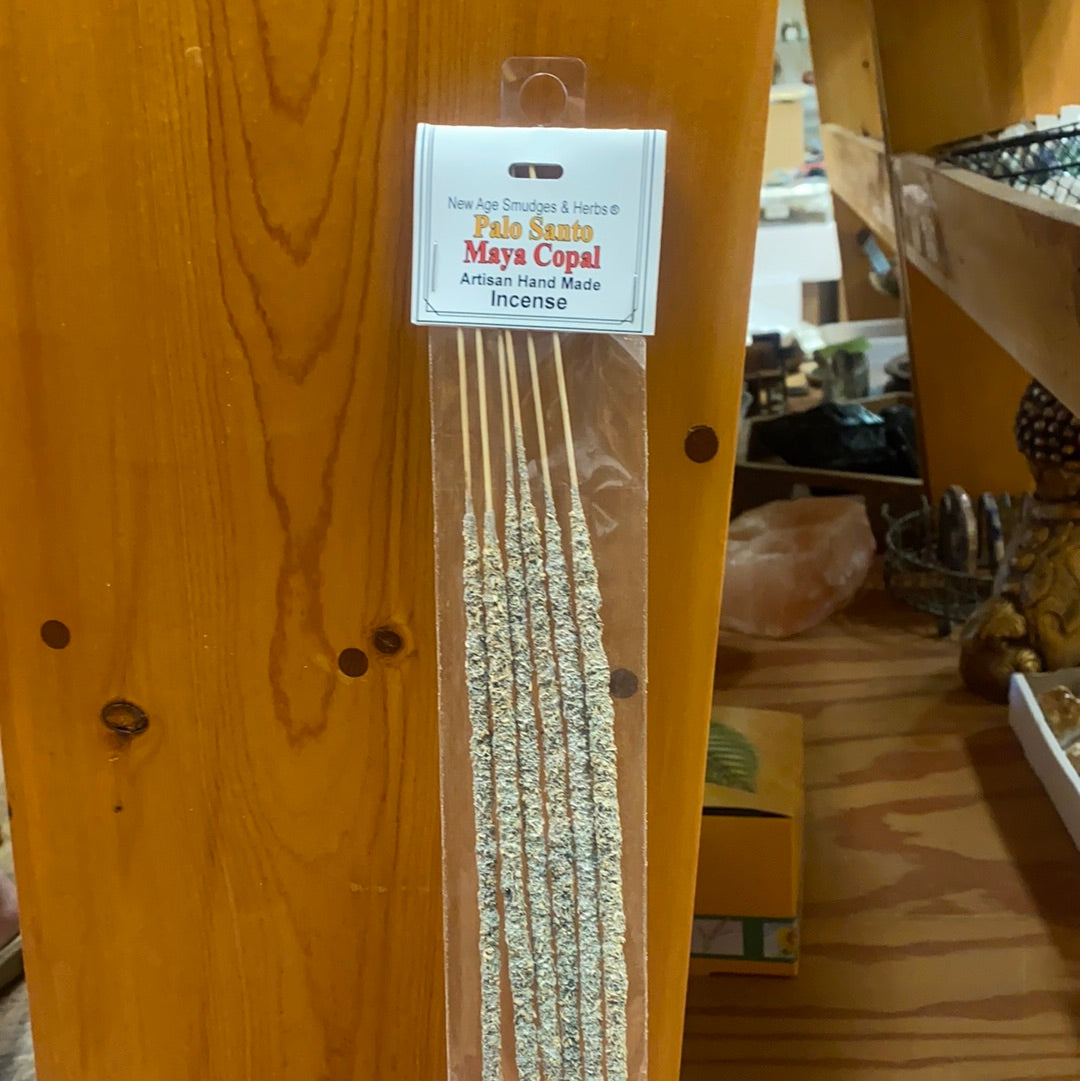 New Age Smudges & Herbs®
Palo Santo
Maya Copal
Artisan Hand Made
Incense